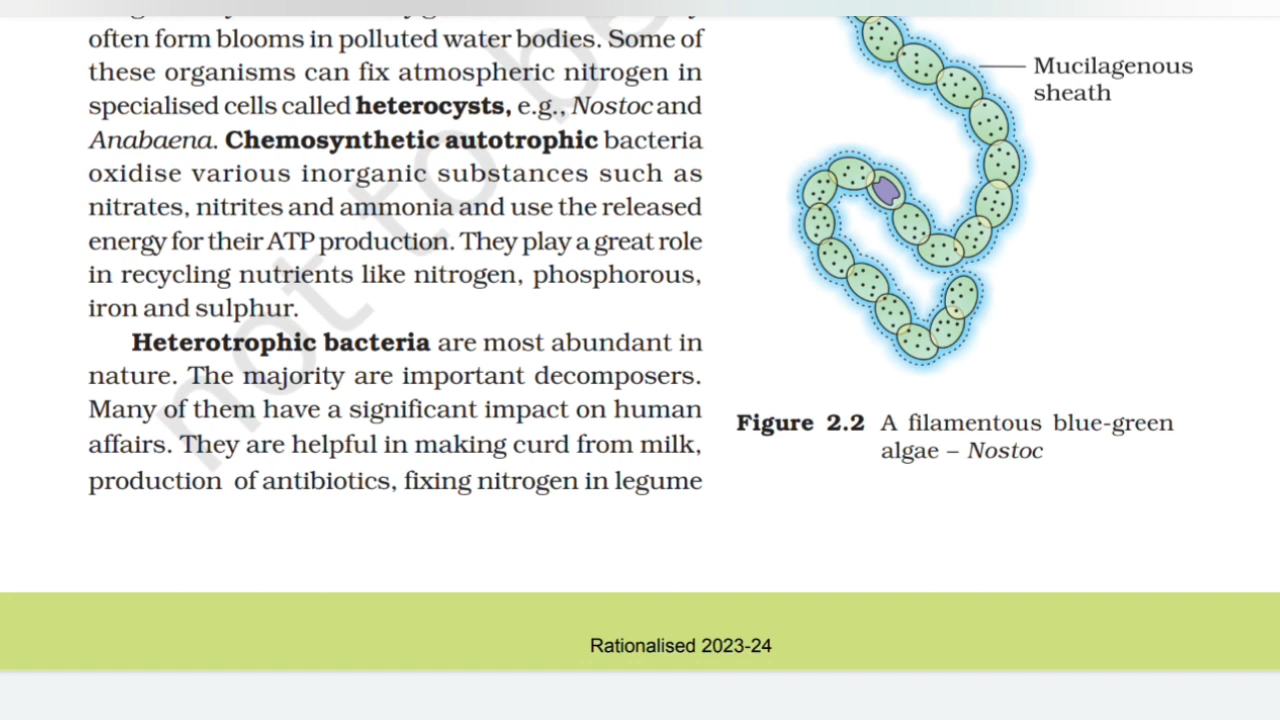 often form blooms in polluted water bodies. Some of
these organisms can fix atmospheric nitrogen in
specialised cells called heterocysts, e.g., Nostoc and
Anabaena. Chemosynthetic autotrophic bacteria
oxidise various inorganic substances such as
nitrates, nitrites and ammonia and use the released
energy for their ATP production. They play a great role
in recycling nutrients like nitrogen, phosphorous,
iron and sulphur.
Heterotrophic bacteria are most abundant in
nature. The majority are important decomposers.
Many of them have a significant impact on human
affairs. They are helpful in making curd from milk,
production of antibiotics, fixing nitrogen in legume
Mucilagenous
sheath
Figure 2.2 A filamentous blue-green
algae – Nostoc
not to be
Rationalised 2023-24